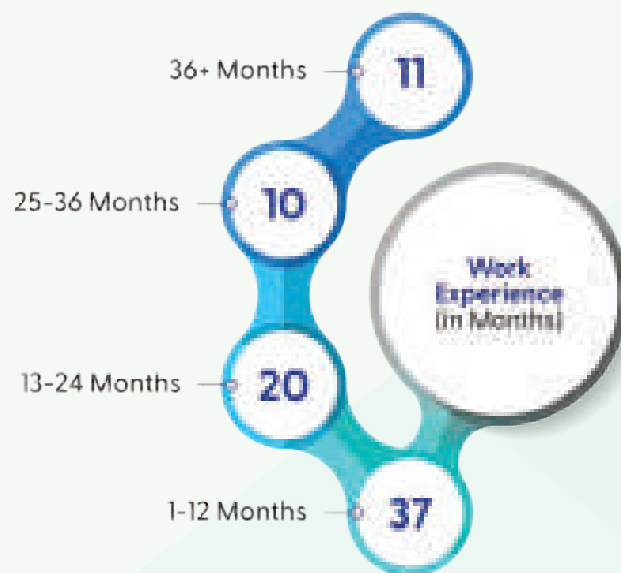 36+ Months
11
25-36 Months
10
Work
Experience
(in Months)
13-24 Months
20
1-12 Months
37